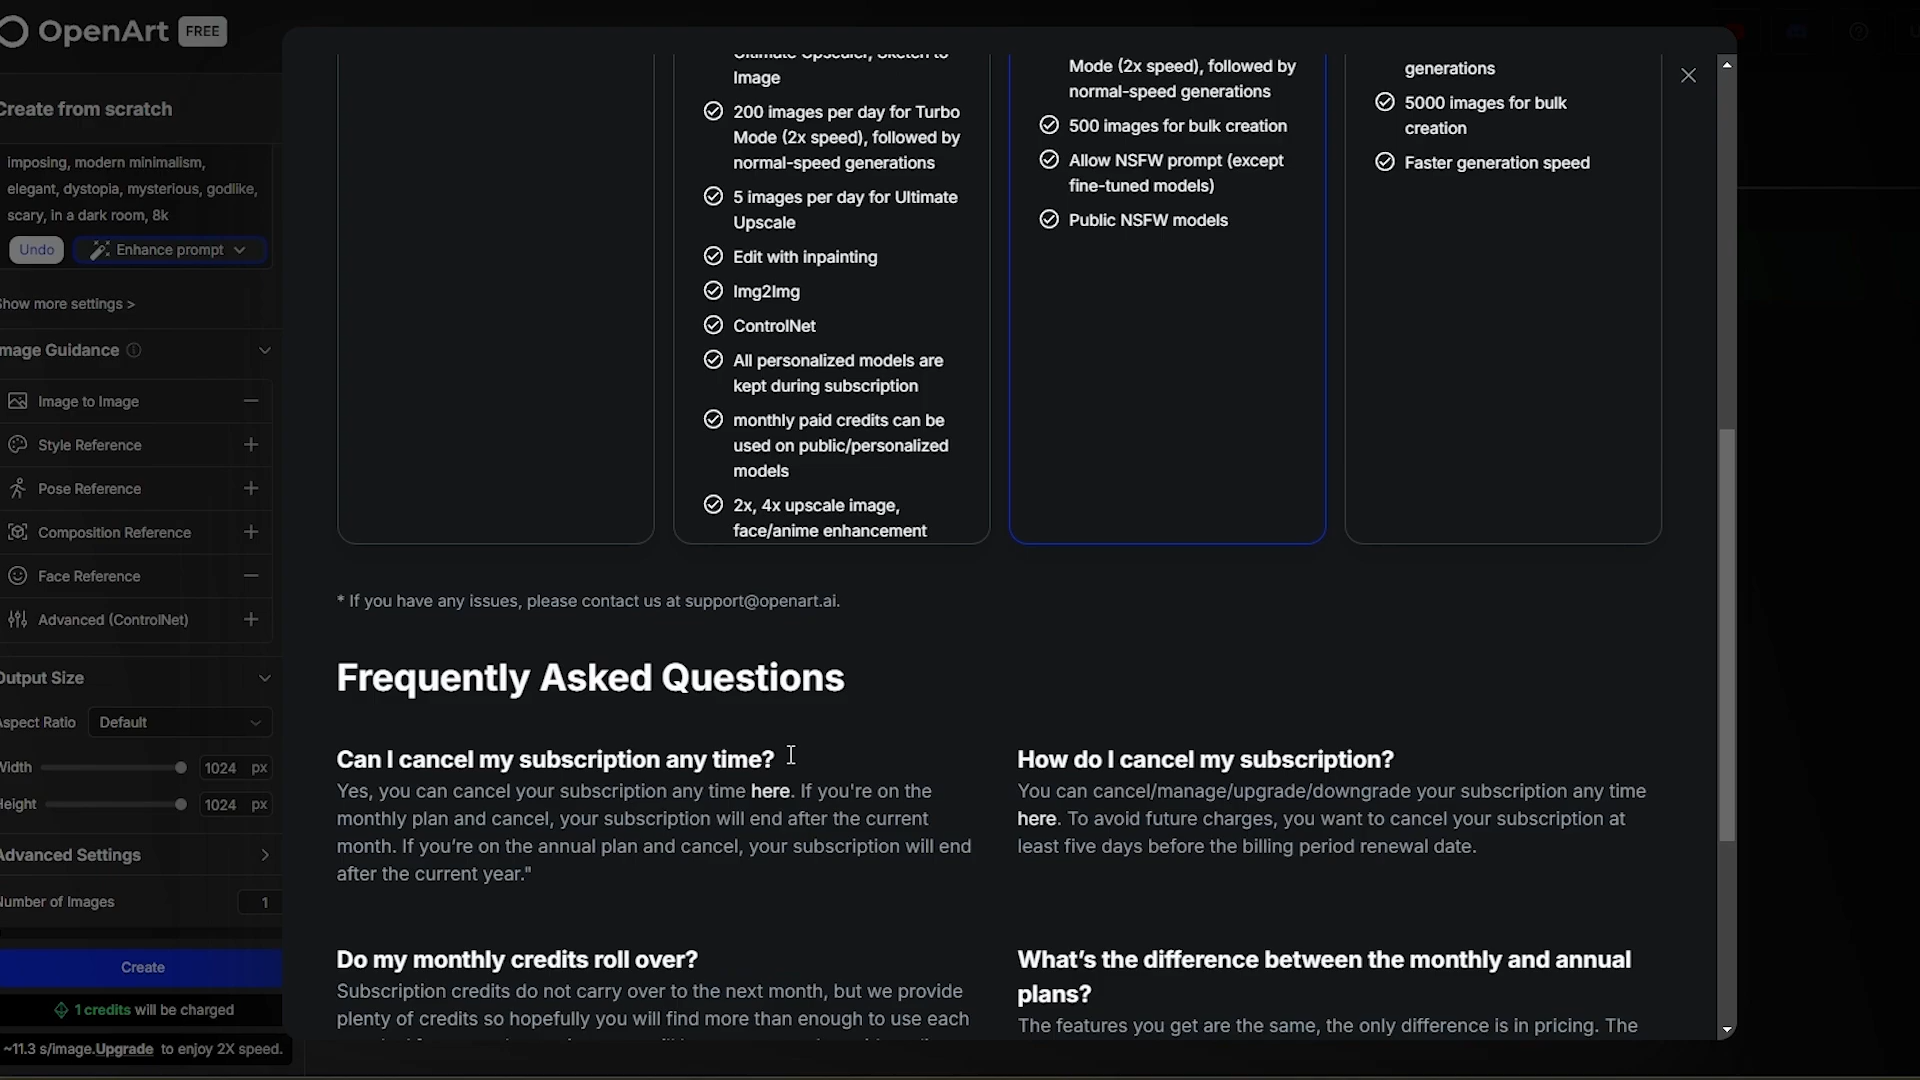 OpenArt FREE
Create from scratch
imposing, modern minimalism,
elegant, dystopia, mysterious, godlike,
scary, in a dark room, 8k
Undo
Enhance prompt
Show more settings >
Image Guidance
Image to Image
Style Reference
Pose Reference
Composition Reference
Face Reference
Advanced (ControlNet)
Output Size
Aspect Ratio Default
Width 1024 px
Height 1024 px
Advanced Settings
Number of Images 1
Create
1 credits will be charged
~11.3 s/image. Upgrade to enjoy 2X speed.
Ultimate Upscaler, Sketch to
Image
200 images per day for Turbo
Mode (2x speed), followed by
normal-speed generations
5 images per day for Ultimate
Upscale
Edit with inpainting
Img2Img
ControlNet
All personalized models are
kept during subscription
monthly paid credits can be
used on public/personalized
models
2x, 4x upscale image,
face/anime enhancement
Mode (2x speed), followed by
normal-speed generations
500 images for bulk creation
Allow NSFW prompt (except
fine-tuned models)
Public NSFW models
generations
5000 images for bulk
creation
Faster generation speed
* If you have any issues, please contact us at support@openart.ai.
Frequently Asked Questions
Can I cancel my subscription any time?
Yes, you can cancel your subscription any time here. If you're on the
monthly plan and cancel, your subscription will end after the current
month. If you're on the annual plan and cancel, your subscription will end
after the current year."
How do I cancel my subscription?
You can cancel/manage/upgrade/downgrade your subscription any time
here. To avoid future charges, you want to cancel your subscription at
least five days before the billing period renewal date.
Do my monthly credits roll over?
Subscription credits do not carry over to the next month, but we provide
plenty of credits so hopefully you will find more than enough to use each
What's the difference between the monthly and annual
plans?
The features you get are the same, the only difference is in pricing. The